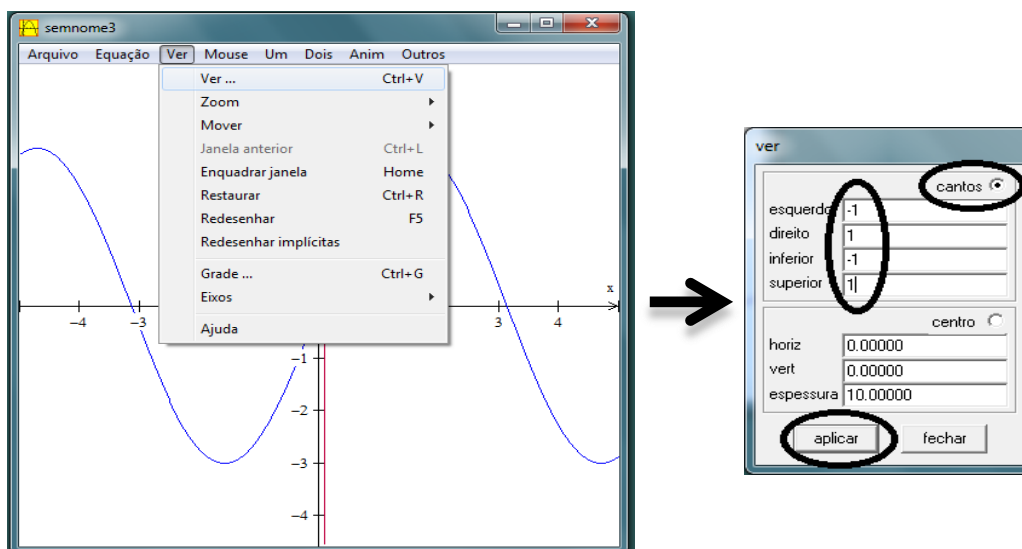 semnome3
Arquivo Equação Ver Mouse Um Dois Anim Outros
Ver ... Ctrl+V
Zoom
Mover
Janela anterior Ctrl+L
Enquadrar janela Home
Restaurar Ctrl+R
Redesenhar F5
Redesenhar implícitas
Grade ... Ctrl+G
Eixos
Ajuda
x
−4 −3 3 4
−1
−2
−3
−4
ver
cantos
esquerdo -1
direito 1
inferior -1
superior 1
centro
horiz 0.00000
vert 0.00000
espessura 10.00000
aplicar fechar